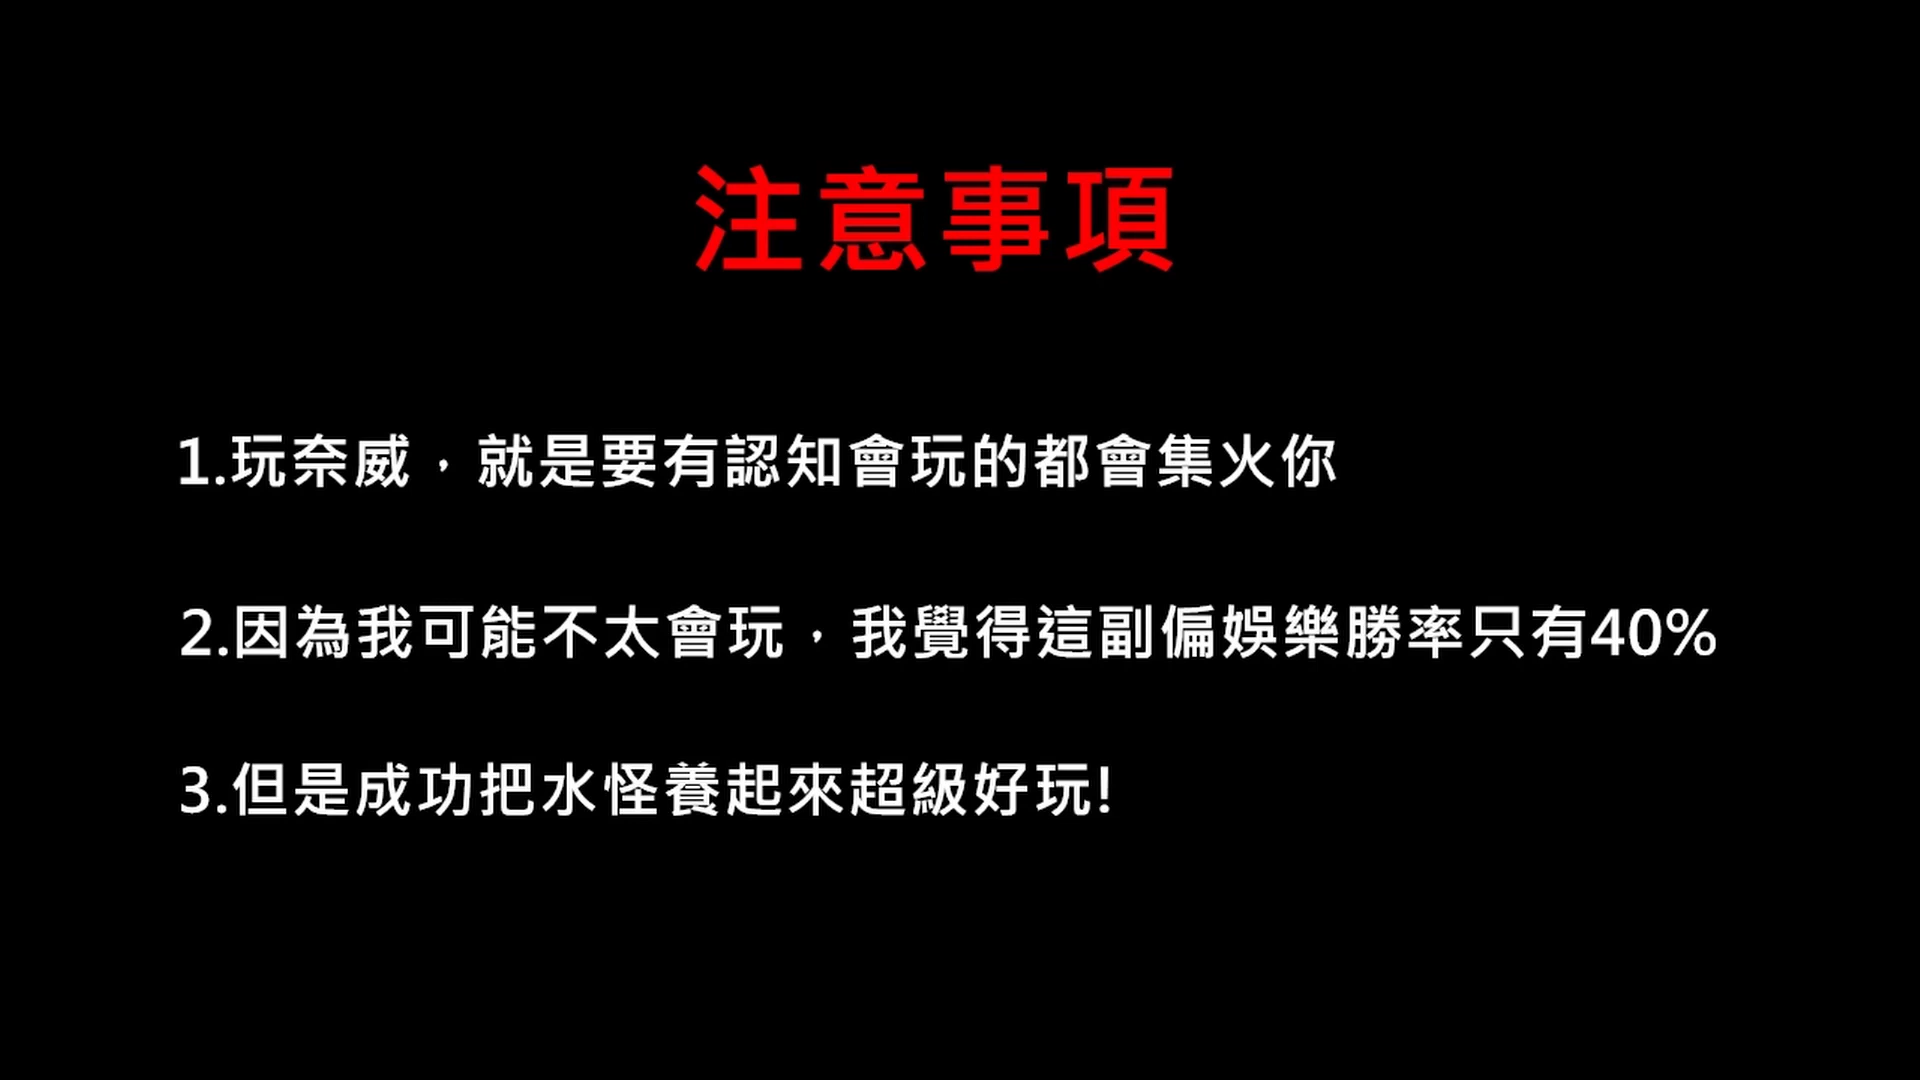 注意事項
1.玩奈威，就是要有認知會玩的都會集火你
2.因為我可能不太會玩，我覺得這副偏娛樂勝率只有40%
3.但是成功把水怪養起來超級好玩!